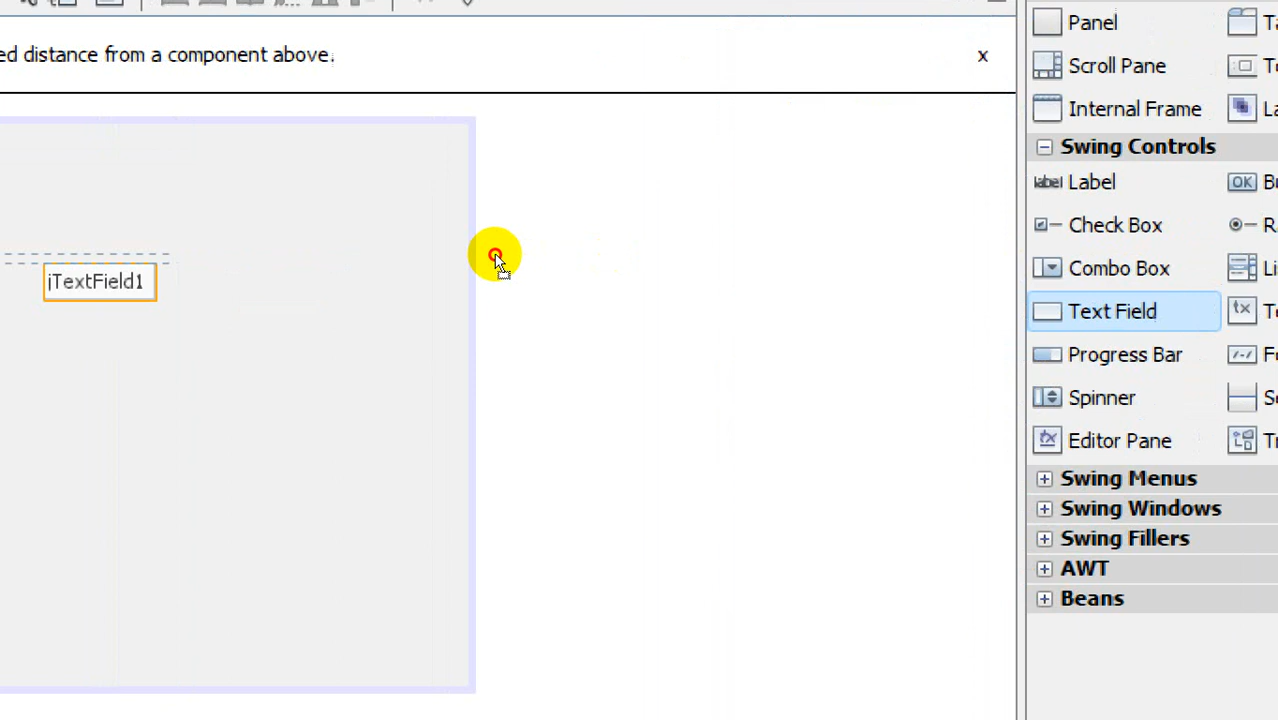 ed distance from a component above.
x
jTextField1
Panel
Scroll Pane
Internal Frame
Swing Controls
label Label
OK
Check Box
Combo Box
Text Field
Progress Bar
Spinner
Editor Pane
Swing Menus
Swing Windows
Swing Fillers
AWT
Beans